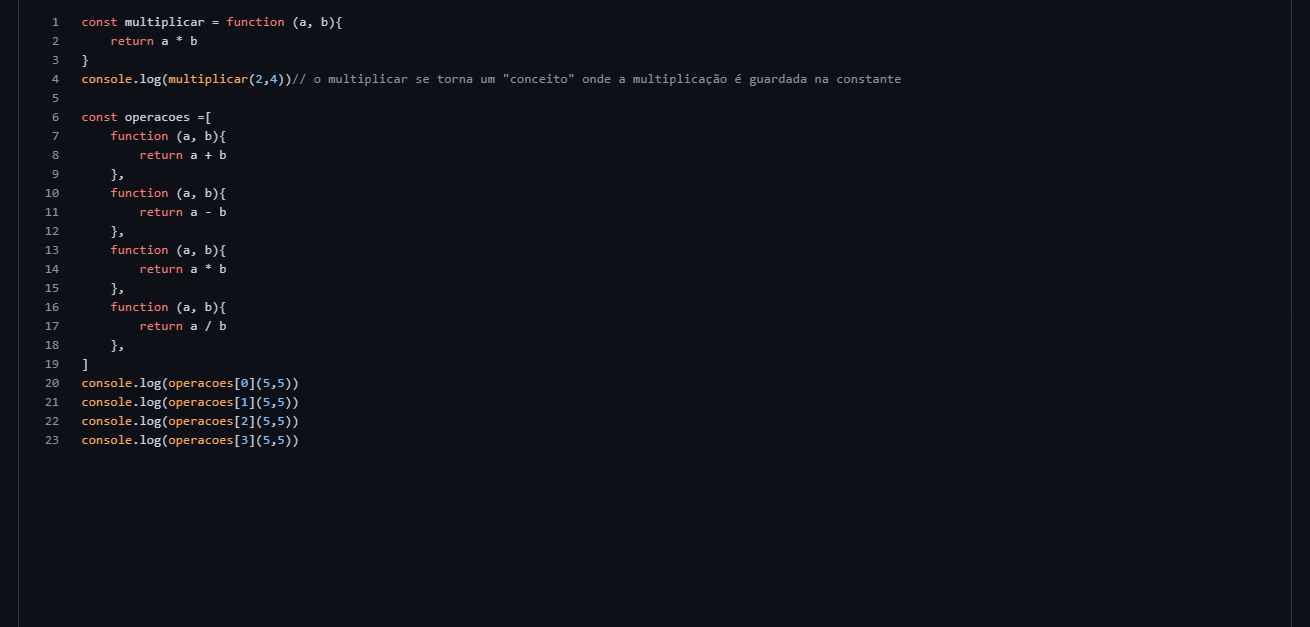 1 const multiplicar = function (a, b){
2     return a * b
3 }
4 console.log(multiplicar(2,4))// o multiplicar se torna um "conceito" onde a multiplicação é guardada na constante
5
6 const operacoes =[
7     function (a, b){
8         return a + b
9     },
10     function (a, b){
11         return a - b
12     },
13     function (a, b){
14         return a * b
15     },
16     function (a, b){
17         return a / b
18     },
19 ]
20 console.log(operacoes[0](5,5))
21 console.log(operacoes[1](5,5))
22 console.log(operacoes[2](5,5))
23 console.log(operacoes[3](5,5))